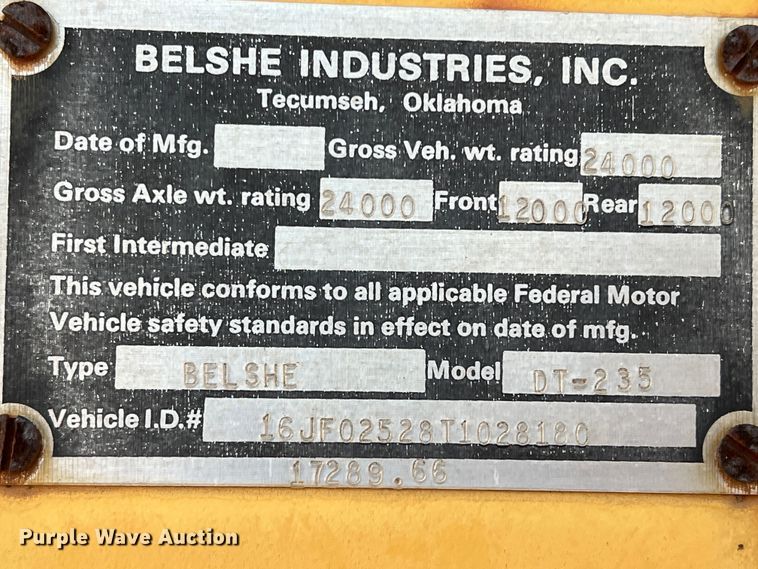 BELSHE INDUSTRIES, INC.
Tecumseh, Oklahoma
Date of Mfg. Gross Veh. wt. rating 24000
Gross Axle wt. rating 24000 Front 12000 Rear 12000
First Intermediate
This vehicle conforms to all applicable Federal Motor
Vehicle safety standards in effect on date of mfg.
Type BELSHE Model DT-235
Vehicle I.D.# 16JF02528T1028180
17289.66
Purple Wave Auction